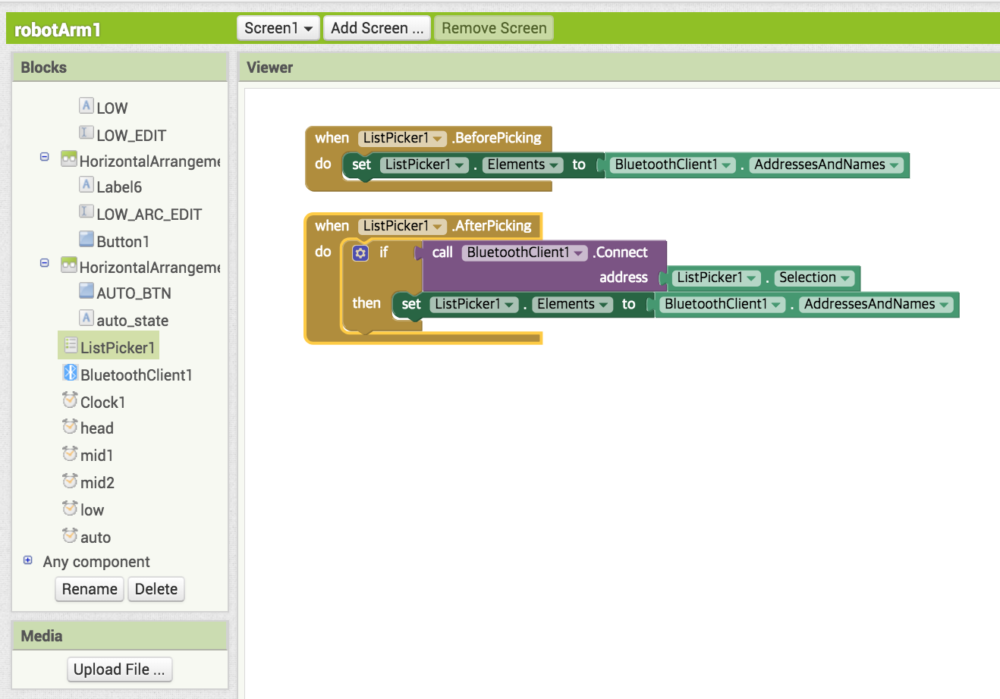 robotArm1
Screen1 Add Screen ... Remove Screen
Blocks
LOW
LOW_EDIT
HorizontalArrangeme
Label6
LOW_ARC_EDIT
Button1
HorizontalArrangeme
AUTO_BTN
auto_state
ListPicker1
BluetoothClient1
Clock1
head
mid1
mid2
low
auto
Any component
Rename Delete
Media
Upload File ...
Viewer
when ListPicker1 .BeforePicking
do set ListPicker1 . Elements to BluetoothClient1 . AddressesAndNames
when ListPicker1 .AfterPicking
do if call BluetoothClient1 .Connect
address ListPicker1 . Selection
then set ListPicker1 . Elements to BluetoothClient1 . AddressesAndNames